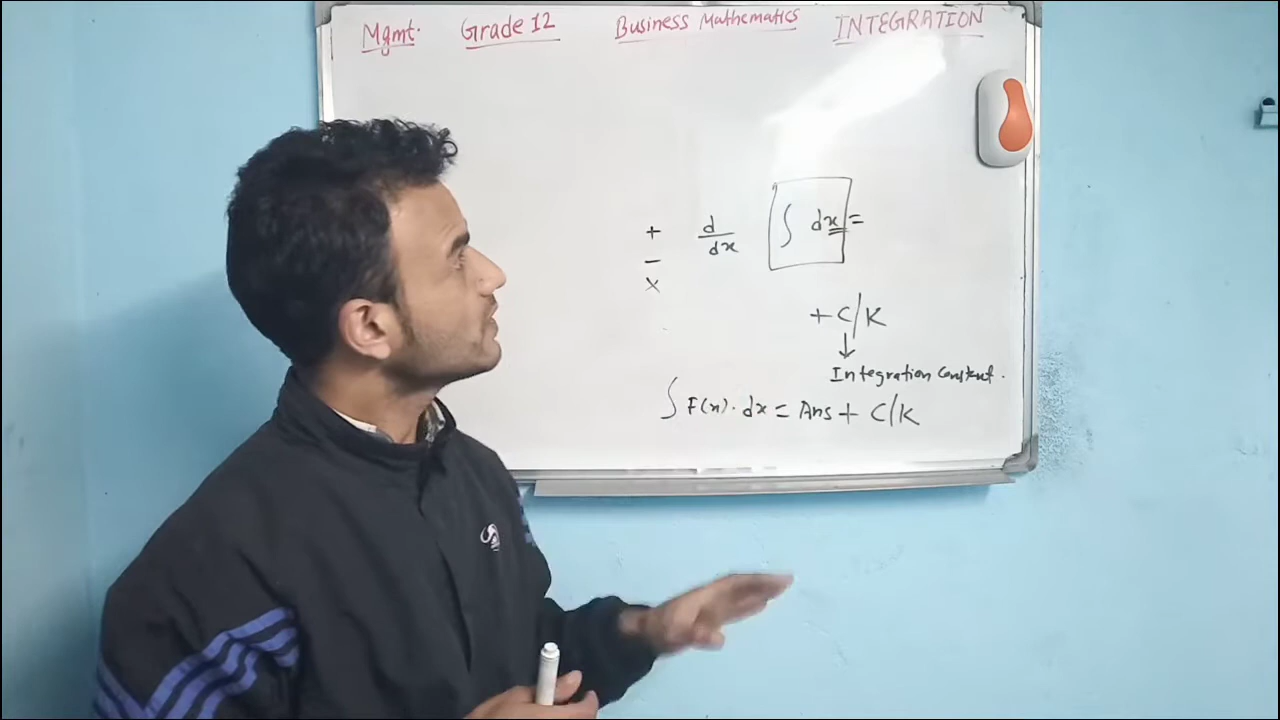 Mgmt. Grade 12 Business Mathematics INTEGRATION
+ d/dx ∫ dx =
-
x
+ C/K
↓
Integration Constant.
∫ F(x). dx = Ans + C/K